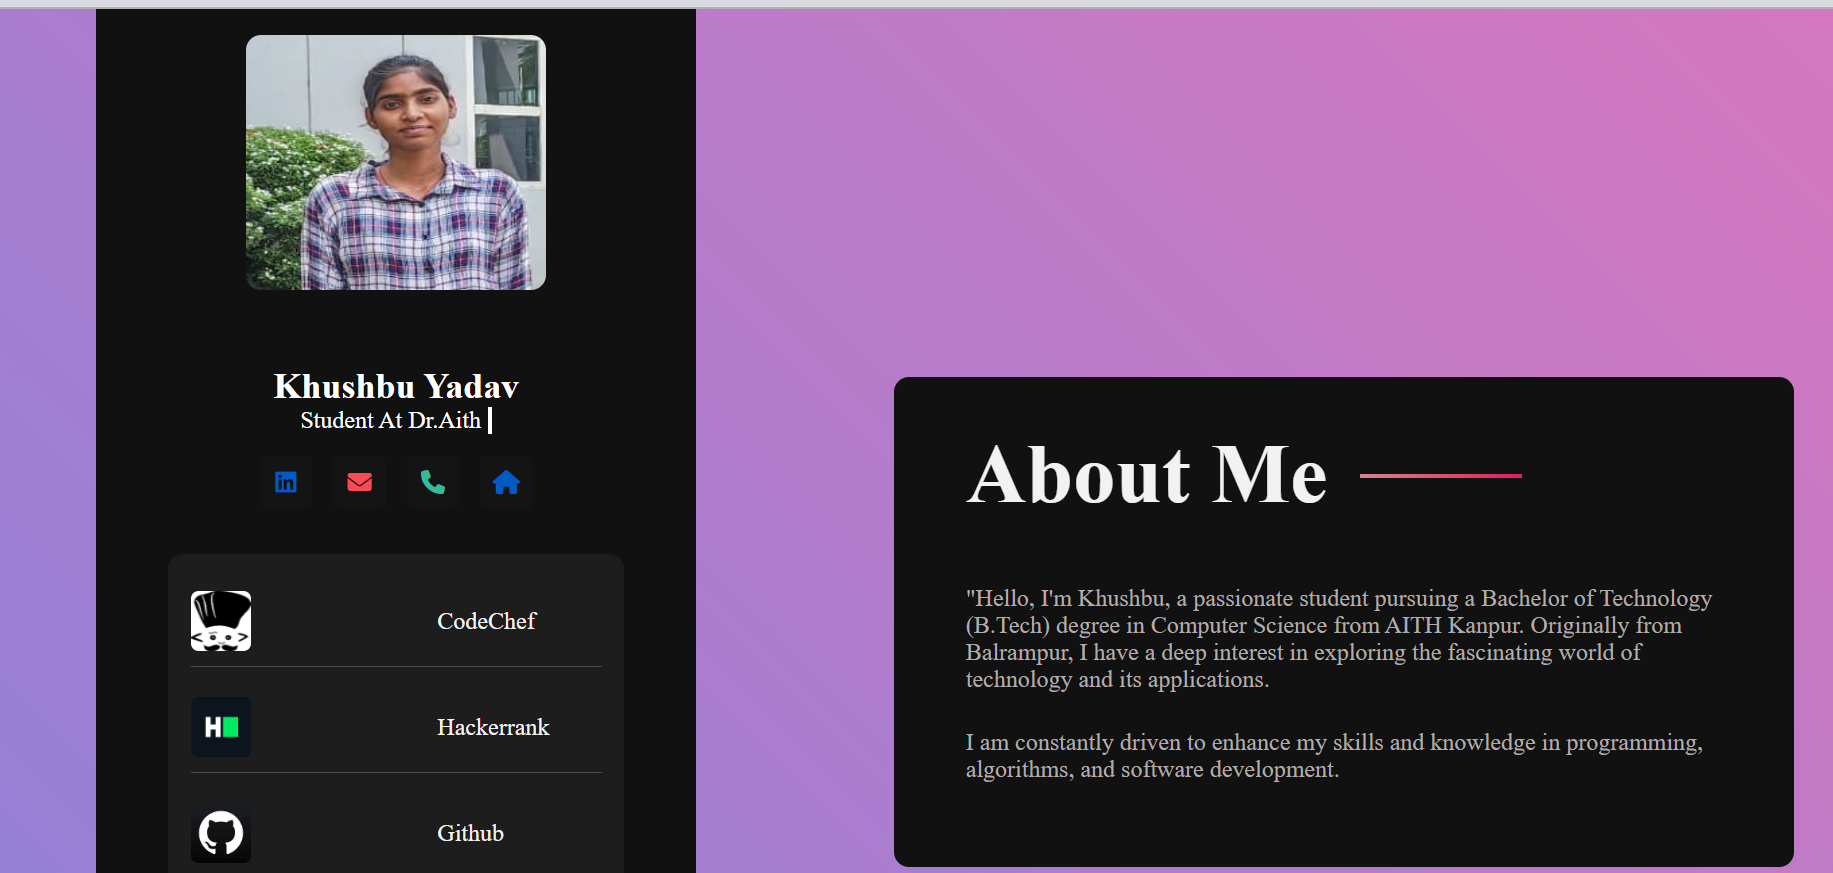 Khushbu Yadav
Student At Dr.Aith
in
CodeChef
H
Hackerrank
Github
About Me
"Hello, I'm Khushbu, a passionate student pursuing a Bachelor of Technology
(B.Tech) degree in Computer Science from AITH Kanpur. Originally from
Balrampur, I have a deep interest in exploring the fascinating world of
technology and its applications.
I am constantly driven to enhance my skills and knowledge in programming,
algorithms, and software development.